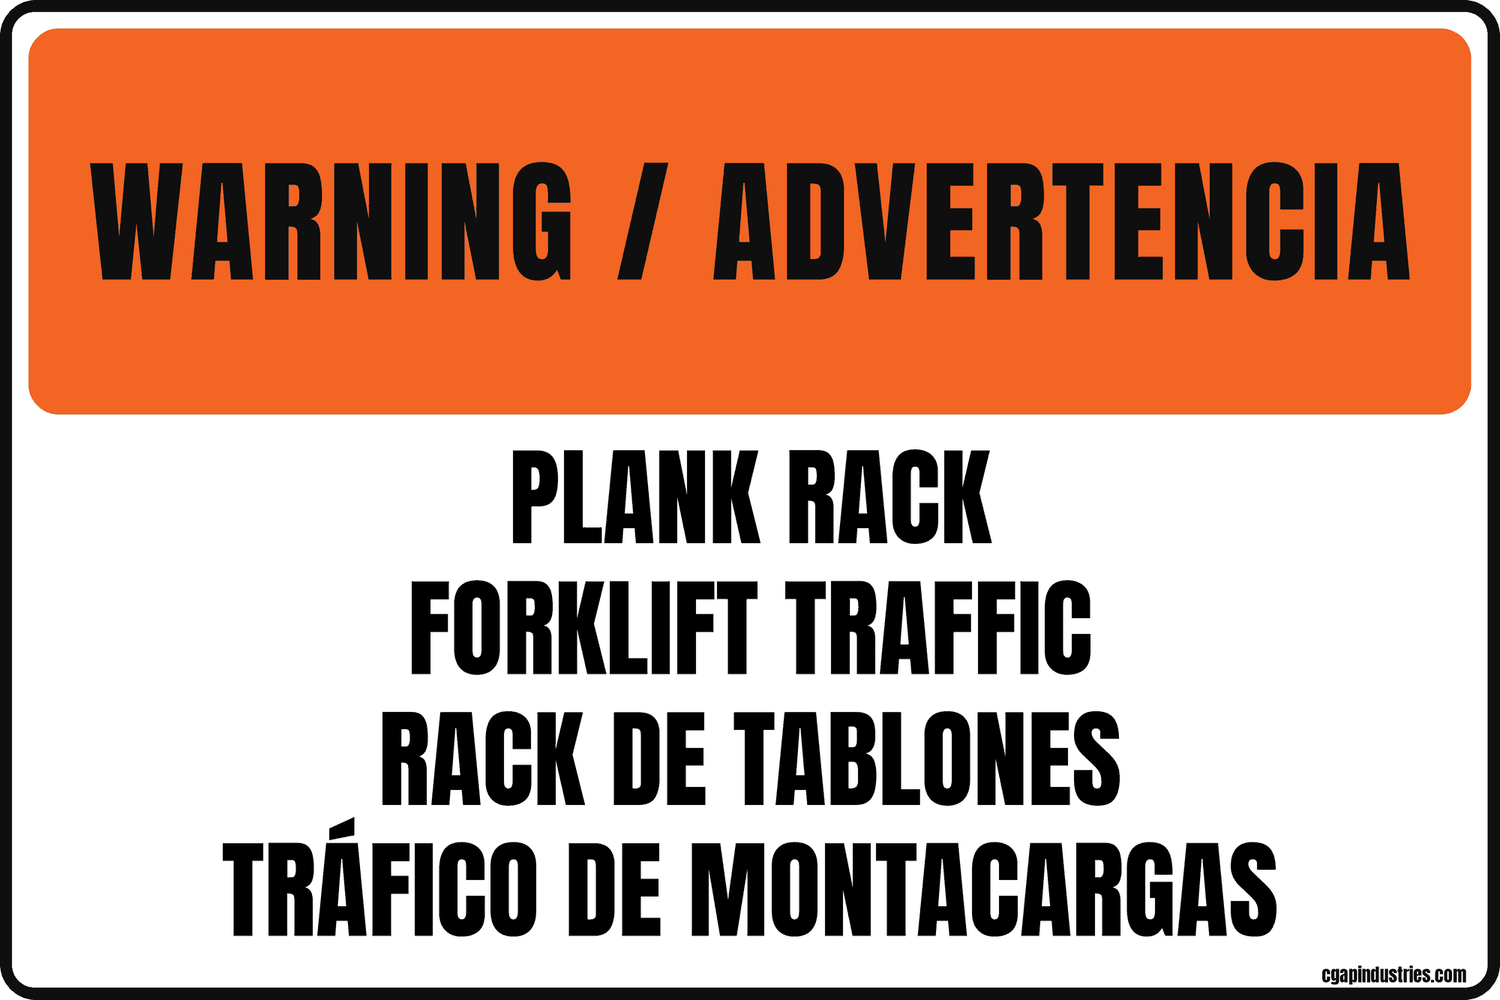 WARNING / ADVERTENCIA
PLANK RACK
FORKLIFT TRAFFIC
RACK DE TABLONES
TRÁFICO DE MONTACARGAS
cgapindustries.com